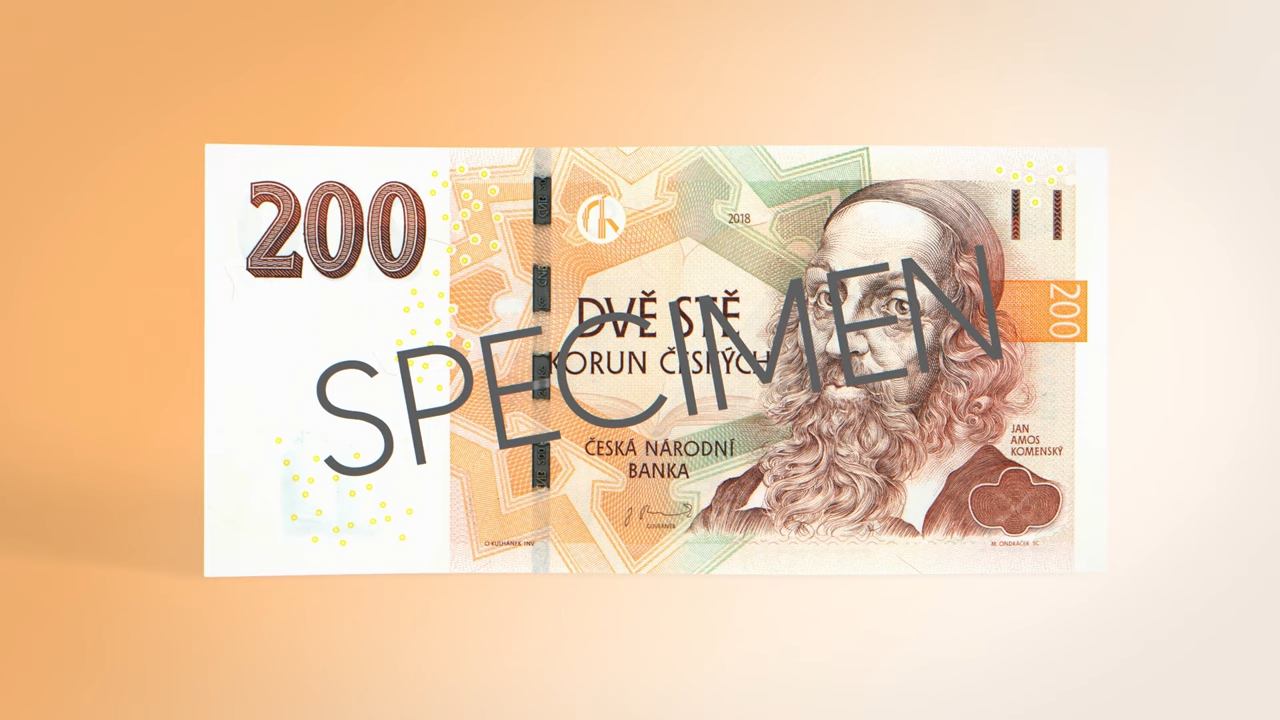 200
2018
DVĚ STĚ
KORUN ČESKÝCH
SPECIMEN
200
ČESKÁ NÁRODNÍ
BANKA
JAN
AMOS
KOMENSKÝ
GUVERNÉR
O. KULHÁNEK INV.
M. ONDRÁČEK SC.